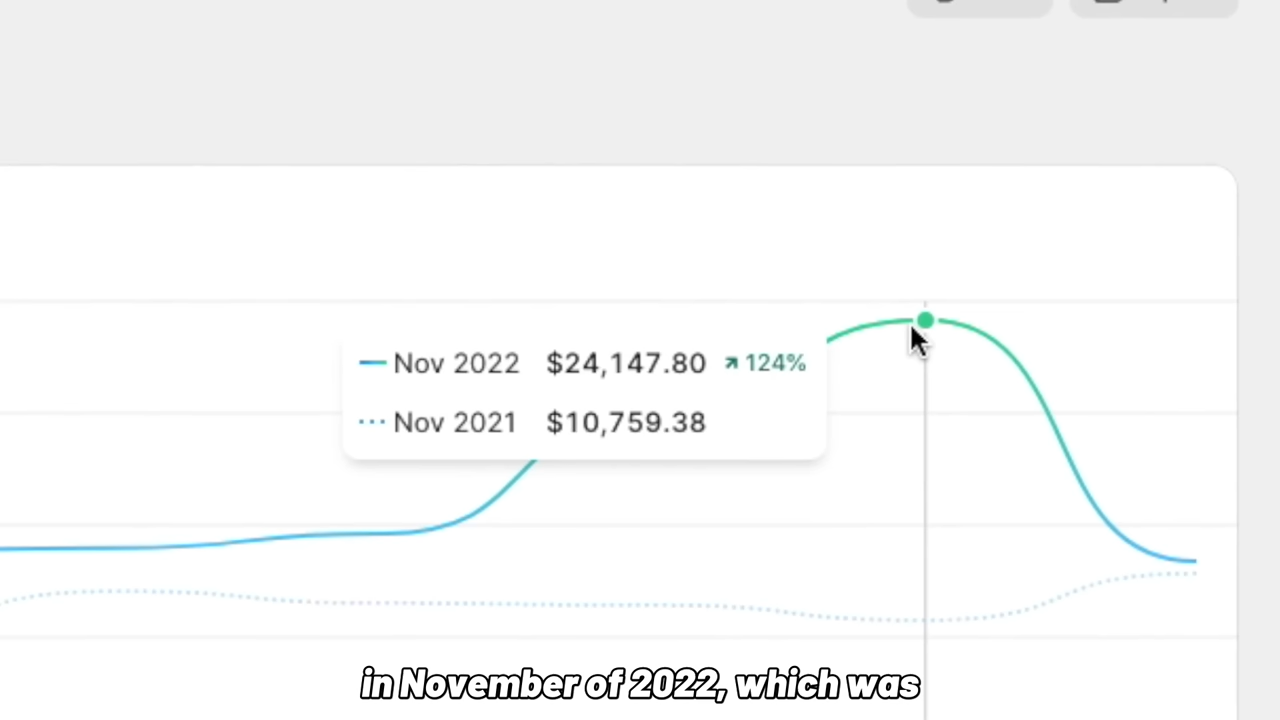 Nov 2022 $24,147.80 124%
Nov 2021 $10,759.38
in November of 2022, which was